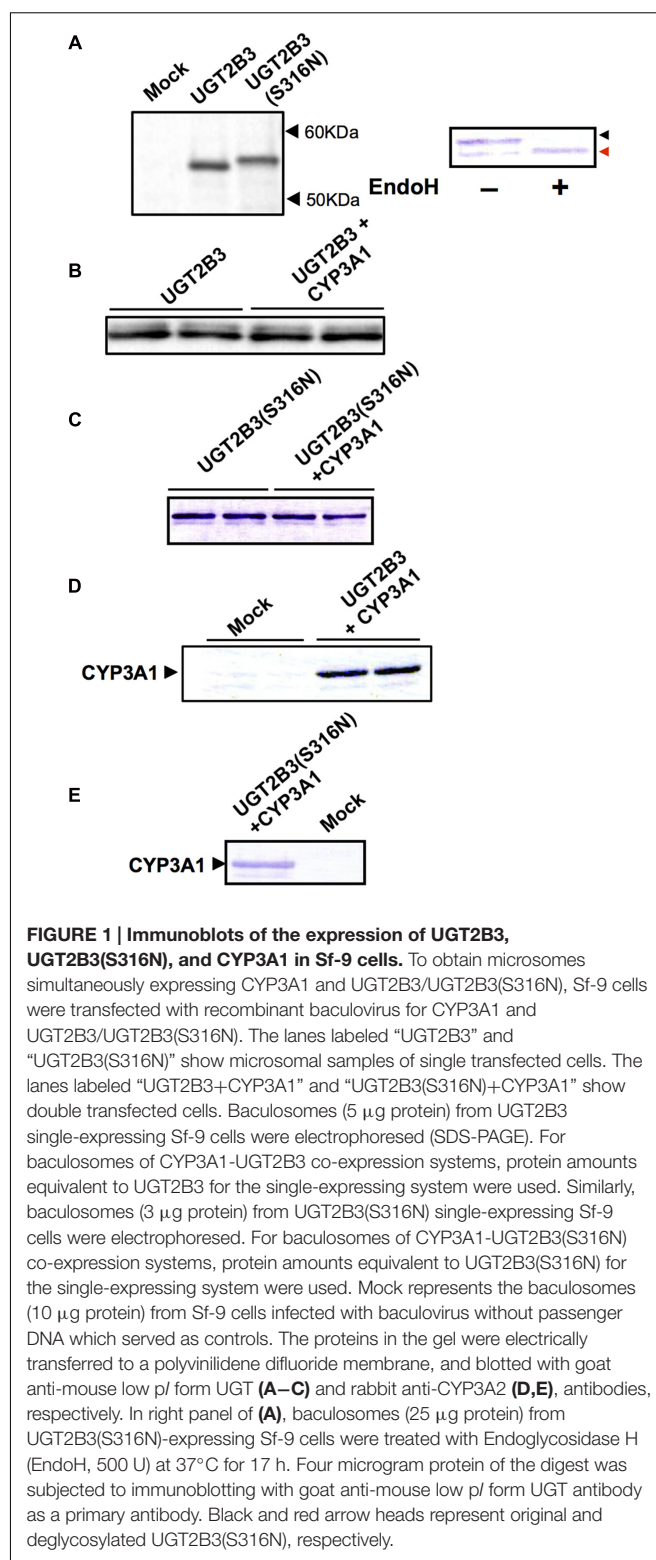 A
Mock
UGT2B3
UGT2B3
(S316N)
60KDa
50KDa
EndoH
–
+
B
UGT2B3
UGT2B3 +
CYP3A1
C
UGT2B3(S316N)
UGT2B3(S316N)
+CYP3A1
D
Mock
UGT2B3
+ CYP3A1
CYP3A1
E
UGT2B3(S316N)
+CYP3A1
Mock
CYP3A1
FIGURE 1 | Immunoblots of the expression of UGT2B3,
UGT2B3(S316N), and CYP3A1 in Sf-9 cells. To obtain microsomes
simultaneously expressing CYP3A1 and UGT2B3/UGT2B3(S316N), Sf-9 cells
were transfected with recombinant baculovirus for CYP3A1 and
UGT2B3/UGT2B3(S316N). The lanes labeled “UGT2B3” and
“UGT2B3(S316N)” show microsomal samples of single transfected cells. The
lanes labeled “UGT2B3+CYP3A1” and “UGT2B3(S316N)+CYP3A1” show
double transfected cells. Baculosomes (5 μg protein) from UGT2B3
single-expressing Sf-9 cells were electrophoresed (SDS-PAGE). For
baculosomes of CYP3A1-UGT2B3 co-expression systems, protein amounts
equivalent to UGT2B3 for the single-expressing system were used. Similarly,
baculosomes (3 μg protein) from UGT2B3(S316N) single-expressing Sf-9
cells were electrophoresed. For baculosomes of CYP3A1-UGT2B3(S316N)
co-expression systems, protein amounts equivalent to UGT2B3(S316N) for
the single-expressing system were used. Mock represents the baculosomes
(10 μg protein) from Sf-9 cells infected with baculovirus without passenger
DNA which served as controls. The proteins in the gel were electrically
transferred to a polyvinilidene difluoride membrane, and blotted with goat
anti-mouse low pI form UGT (A–C) and rabbit anti-CYP3A2 (D,E), antibodies,
respectively. In right panel of (A), baculosomes (25 μg protein) from
UGT2B3(S316N)-expressing Sf-9 cells were treated with Endoglycosidase H
(EndoH, 500 U) at 37°C for 17 h. Four microgram protein of the digest was
subjected to immunoblotting with goat anti-mouse low pI form UGT antibody
as a primary antibody. Black and red arrow heads represent original and
deglycosylated UGT2B3(S316N), respectively.